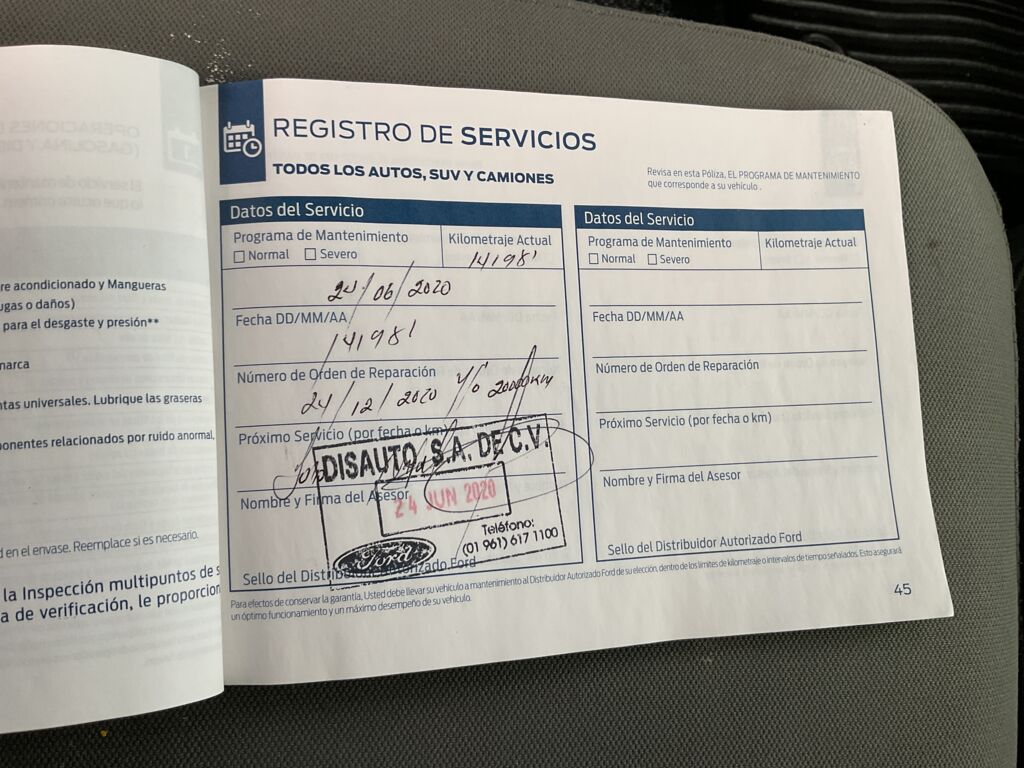 re acondicionado y Mangueras
ugas o daños)
para el desgaste y presión**
marca
ntas universales. Lubrique las graseras
ponentes relacionados por ruido anormal,
d en el envase. Reemplace si es necesario.
la Inspección multipuntos de s
a de verificación, le proporcion
REGISTRO DE SERVICIOS
TODOS LOS AUTOS, SUV Y CAMIONES
Revisa en esta Póliza, EL PROGRAMA DE MANTENIMIENTO
que corresponde a su vehículo .
Datos del Servicio
Programa de Mantenimiento
Kilometraje Actual
Normal Severo
141981
24/06/2020
Fecha DD/MM/AA
141981
Número de Orden de Reparación
24/12/2020 y/o 20000KM
Próximo Servicio (por fecha o km)
DISAUTO, S.A. DE C.V.
Nombre y Firma del Asesor
24 JUN 2020
Teléfono:
(01 961) 617 1100
Ford
Sello del Distribuidor Autorizado Ford
Datos del Servicio
Programa de Mantenimiento
Kilometraje Actual
Normal Severo
Fecha DD/MM/AA
Número de Orden de Reparación
Próximo Servicio (por fecha o km)
Nombre y Firma del Asesor
Sello del Distribuidor Autorizado Ford
Para efectos de conservar la garantía, Usted debe llevar su vehículo a mantenimiento al Distribuidor Autorizado Ford de su elección, dentro de los límites de kilometraje o intervalos de tiempo señalados. Esto asegurará
un óptimo funcionamiento y un máximo desempeño de su vehículo.
45